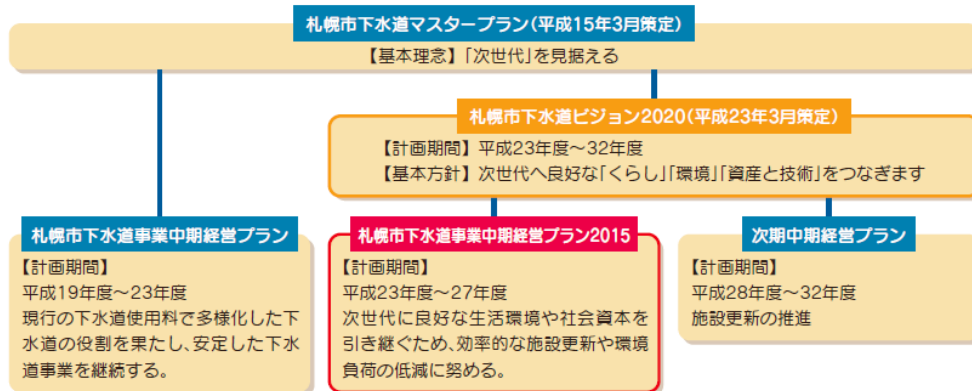 札幌市下水道マスタープラン(平成15年3月策定)
【基本理念】「次世代」を見据える
札幌市下水道ビジョン2020(平成23年3月策定)
【計画期間】平成23年度～32年度
【基本方針】次世代へ良好な「くらし」「環境」「資産と技術」をつなぎます
札幌市下水道事業中期経営プラン
【計画期間】
平成19年度～23年度
現行の下水道使用料で多様化した下
水道の役割を果たし、安定した下水
道事業を継続する。
札幌市下水道事業中期経営プラン2015
【計画期間】
平成23年度～27年度
次世代に良好な生活環境や社会資本を
引き継ぐため、効率的な施設更新や環境
負荷の低減に努める。
次期中期経営プラン
【計画期間】
平成28年度～32年度
施設更新の推進